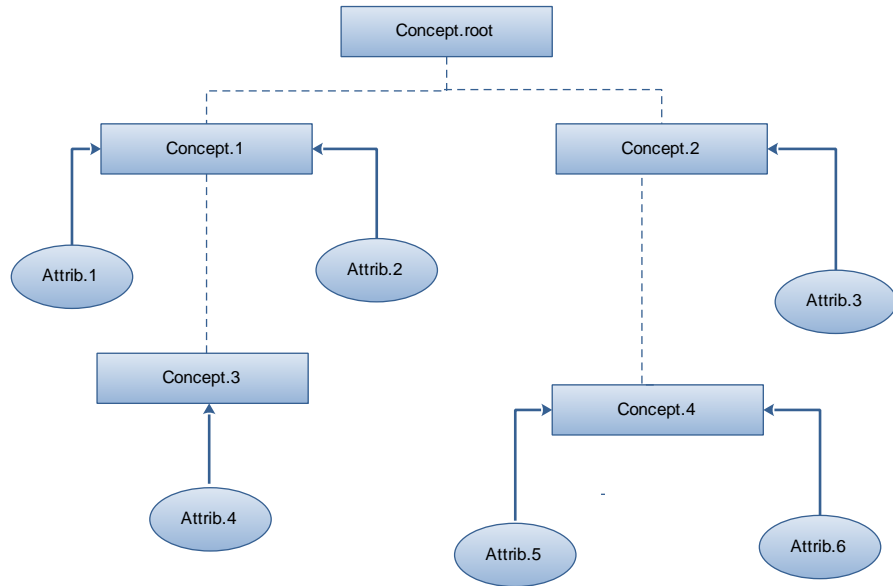 Concept.root
Concept.1
Concept.2
Attrib.1
Attrib.2
Attrib.3
Concept.3
Concept.4
Attrib.4
Attrib.5
Attrib.6